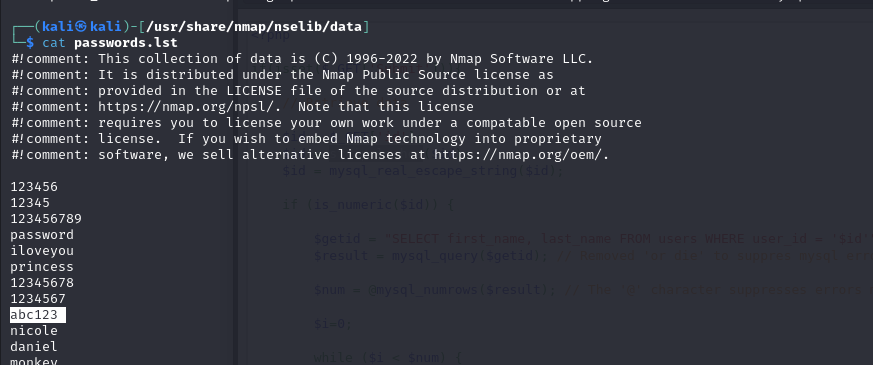 ┌──(kali㉿kali)-[/usr/share/nmap/nselib/data]
└─$ cat passwords.lst
#!comment: This collection of data is (C) 1996-2022 by Nmap Software LLC.
#!comment: It is distributed under the Nmap Public Source license as
#!comment: provided in the LICENSE file of the source distribution or at
#!comment: https://nmap.org/npsl/.  Note that this license
#!comment: requires you to license your own work under a compatable open source
#!comment: license.  If you wish to embed Nmap technology into proprietary
#!comment: software, we sell alternative licenses at https://nmap.org/oem/.
$id = mysql_real_escape_string($id);
123456
12345
if (is_numeric($id)) {
123456789
password
$getid = "SELECT first_name, last_name FROM users WHERE user_id = '$id'
iloveyou
$result = mysql_query($getid); //
princess
12345678
$num = @mysql_numrows($result); // The '@' character suppresses errors
1234567
abc123
$i=0;
nicole
daniel
while ($i < $num) {
monkey